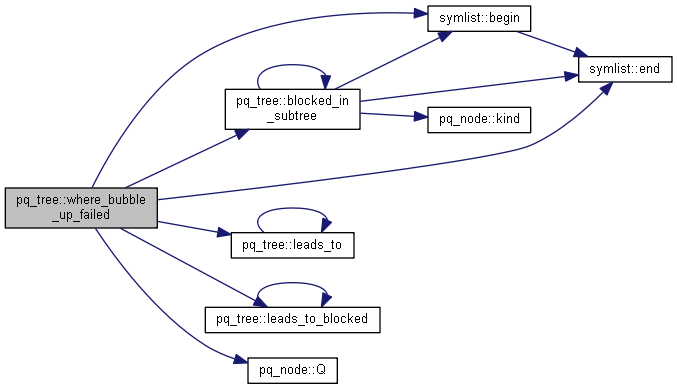 symlist::begin
symlist::end
pq_tree::blocked_in
_subtree
pq_node::kind
pq_tree::where_bubble
_up_failed
pq_tree::leads_to
pq_tree::leads_to_blocked
pq_node::Q